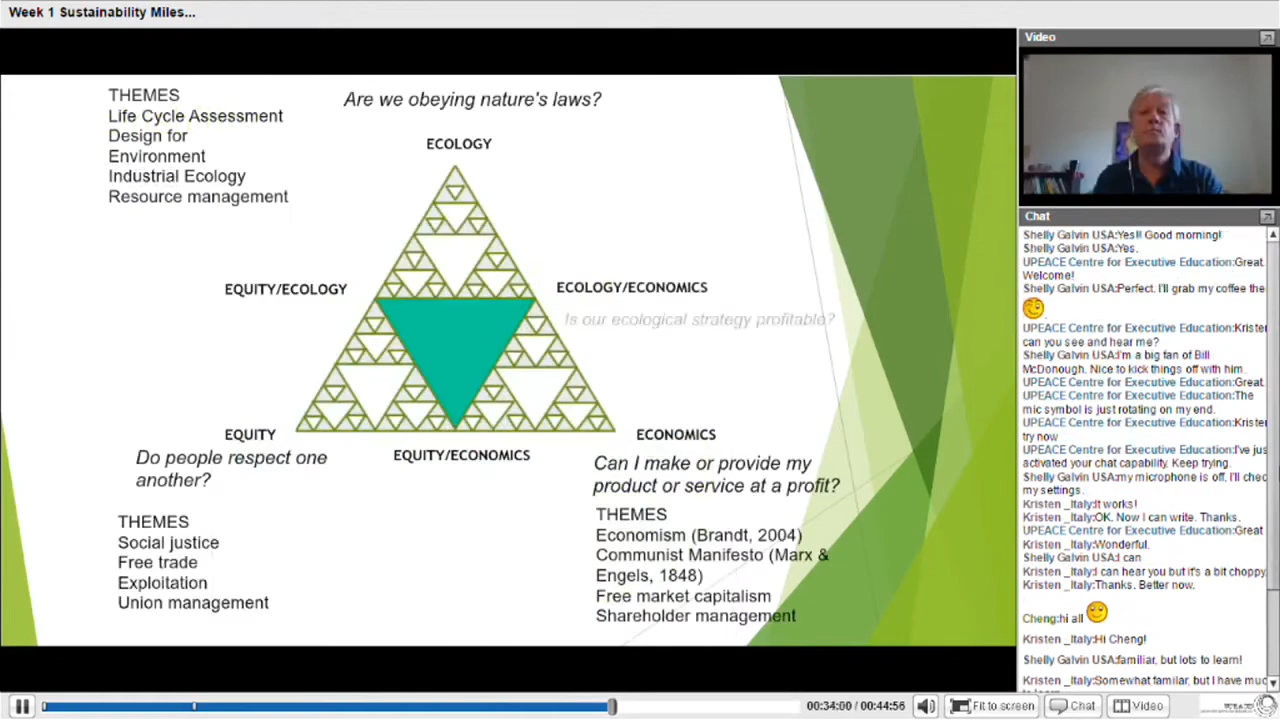 Week 1 Sustainability Miles...
THEMES
Life Cycle Assessment
Design for
Environment
Industrial Ecology
Resource management
Are we obeying nature's laws?
ECOLOGY
EQUITY/ECOLOGY
ECOLOGY/ECONOMICS
Is our ecological strategy profitable?
EQUITY
EQUITY/ECONOMICS
ECONOMICS
Do people respect one
another?
THEMES
Social justice
Free trade
Exploitation
Union management
Can I make or provide my
product or service at a profit?
THEMES
Economism (Brandt, 2004)
Communist Manifesto (Marx &
Engels, 1848)
Free market capitalism
Shareholder management
Video
Chat
Shelly Galvin USA:Yes!! Good morning!
Shelly Galvin USA:Yes.
UPEACE Centre for Executive Education:Great
Welcome!
Shelly Galvin USA:Perfect. I'll grab my coffee the
UPEACE Centre for Executive Education:Kriste
can you see and hear me?
Shelly Galvin USA:I'm a big fan of Bill
McDonough. Nice to kick things off with him.
UPEACE Centre for Executive Education:Great
UPEACE Centre for Executive Education:The
mic symbol is just rotating on my end.
UPEACE Centre for Executive Education:Kriste
try now
UPEACE Centre for Executive Education:I've jus
activated your chat capability. Keep trying.
Shelly Galvin USA:my microphone is off, I'll chec
my settings.
Kristen _Italy:It works!
Kristen _Italy:OK. Now I can write. Thanks.
UPEACE Centre for Executive Education:Great
Kristen _Italy:Wonderful.
Shelly Galvin USA:I can
Kristen _Italy:I can hear you but it's a bit choppy.
Kristen _Italy:Thanks. Better now.
Cheng:hi all
Kristen _Italy:Hi Cheng!
Shelly Galvin USA:familiar, but lots to learn!
Kristen _Italy:Somewhat familar, but I have muc
00:34:00 / 00:44:56
Fit to screen
Chat
Video